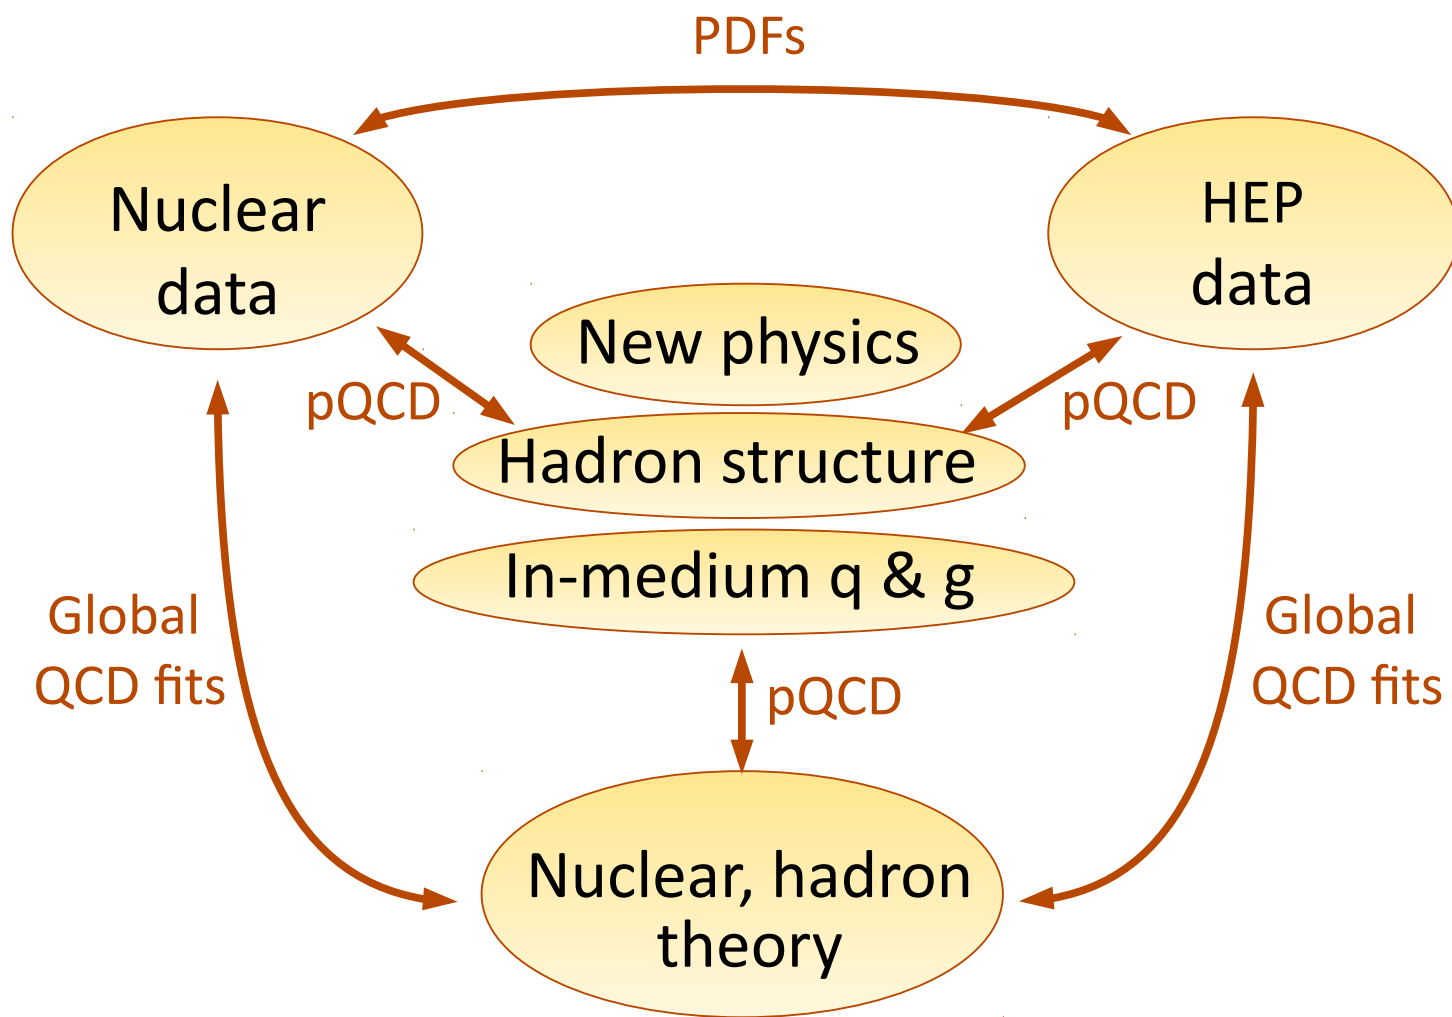 PDFs
Nuclear
data
HEP
data
New physics
pQCD
pQCD
Hadron structure
In-medium q & g
Global
QCD fits
Global
QCD fits
pQCD
Nuclear, hadron
theory